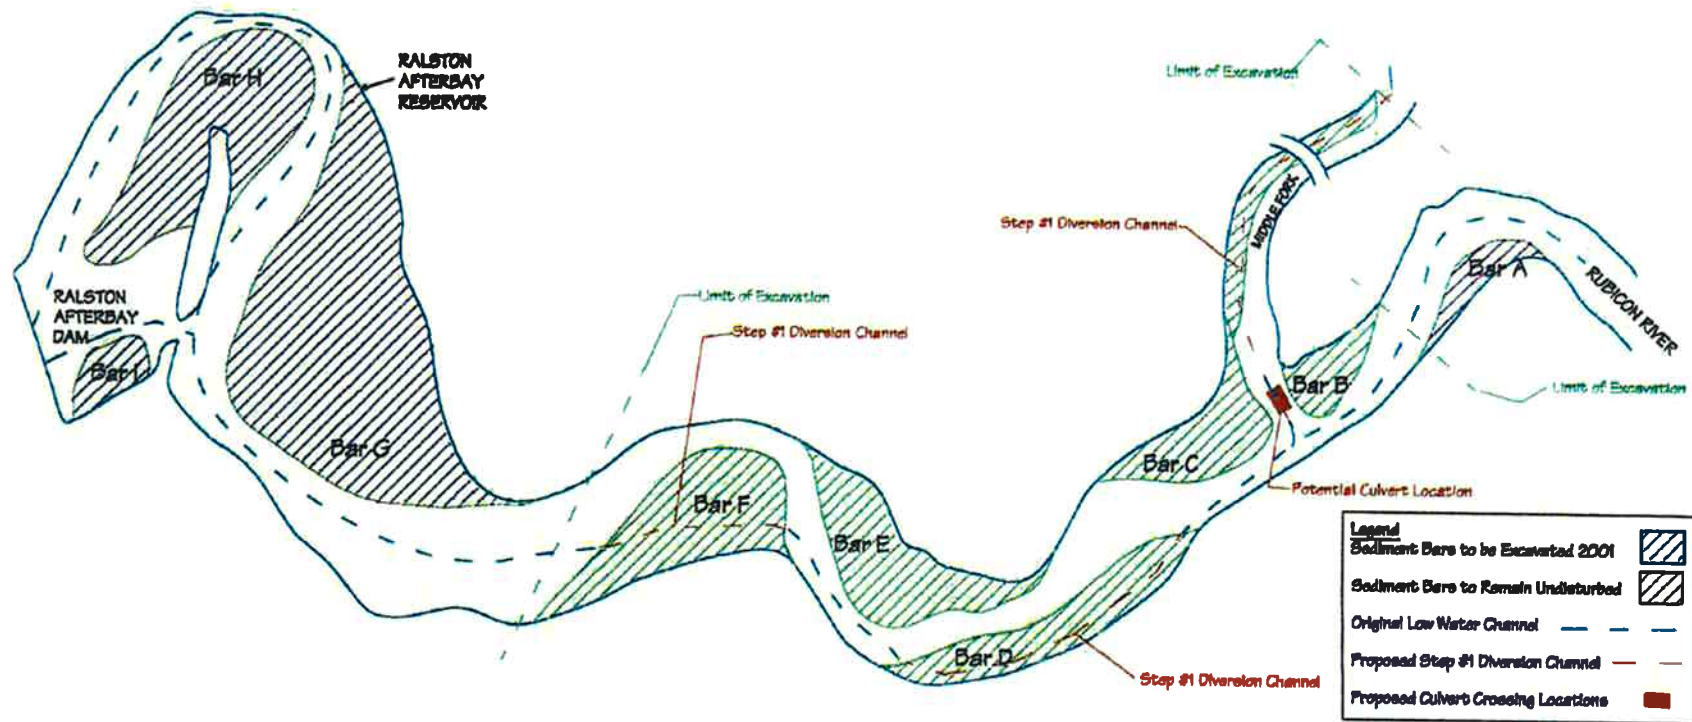 Bar H
RALSTON
AFTERBAY
RESERVOIR
Limit of Excavation
Step #1 Diversion Channel
MIDDLE FORK
Bar A
RUBICON RIVER
RALSTON
AFTERBAY
DAM
Bar I
Limit of Excavation
Step #1 Diversion Channel
Bar B
Limit of Excavation
Bar G
Bar C
Bar F
Bar E
Potential Culvert Location
Bar D
Step #1 Diversion Channel
Legend
Sediment Bars to be Excavated 2001
Sediment Bars to Remain Undisturbed
Original Low Water Channel
Proposed Step #1 Diversion Channel
Proposed Culvert Crossing Locations